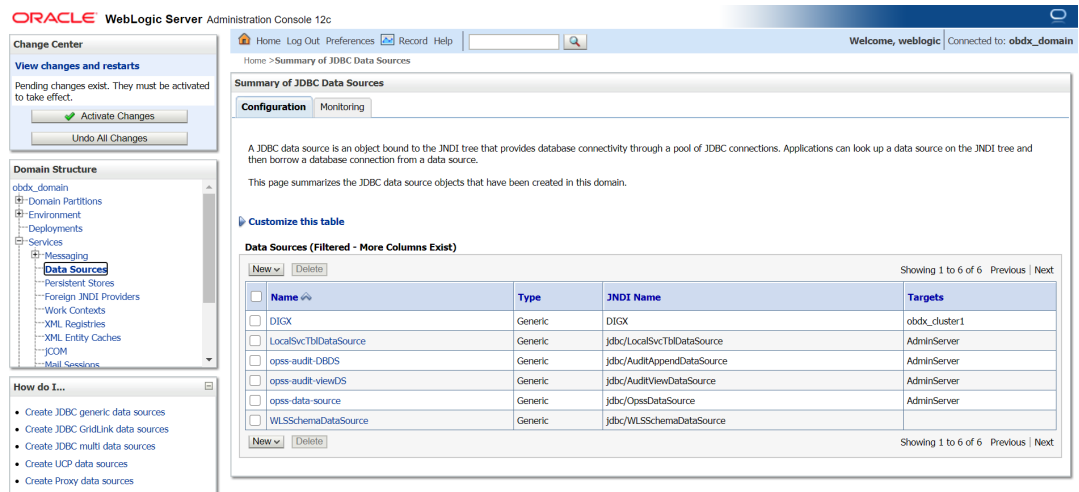 ORACLE WebLogic Server Administration Console 12c
Change Center
View changes and restarts
Pending changes exist. They must be activated
to take effect.
Activate Changes
Undo All Changes
Domain Structure
obdx_domain
Domain Partitions
Environment
Deployments
Services
Messaging
Data Sources
Persistent Stores
Foreign JNDI Providers
Work Contexts
XML Registries
XML Entity Caches
jCOM
Mail Sessions
How do I...
Create JDBC generic data sources
Create JDBC GridLink data sources
Create JDBC multi data sources
Create UCP data sources
Create Proxy data sources
Home Log Out Preferences Record Help
Welcome, weblogic Connected to: obdx_domain
Home >Summary of JDBC Data Sources
Summary of JDBC Data Sources
Configuration Monitoring
A JDBC data source is an object bound to the JNDI tree that provides database connectivity through a pool of JDBC connections. Applications can look up a data source on the JNDI tree and
then borrow a database connection from a data source.
This page summarizes the JDBC data source objects that have been created in this domain.
Customize this table
Data Sources (Filtered - More Columns Exist)
New Delete Showing 1 to 6 of 6 Previous | Next
Name Type JNDI Name Targets
DIGX Generic DIGX obdx_cluster1
LocalSvcTblDataSource Generic jdbc/LocalSvcTblDataSource AdminServer
opss-audit-DBDS Generic jdbc/AuditAppendDataSource AdminServer
opss-audit-viewDS Generic jdbc/AuditViewDataSource AdminServer
opss-data-source Generic jdbc/OpssDataSource AdminServer
WLSSchemaDataSource Generic jdbc/WLSSchemaDataSource
New Delete Showing 1 to 6 of 6 Previous | Next